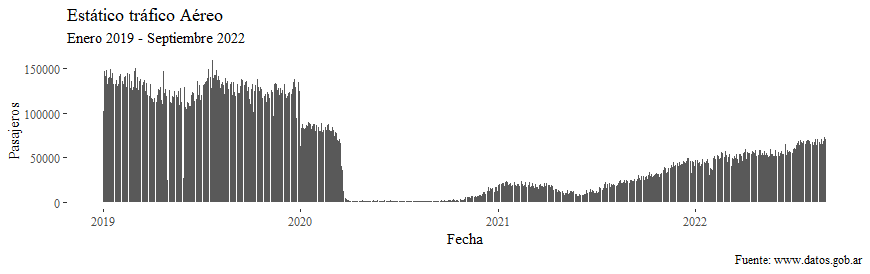 Estático tráfico Aéreo
Enero 2019 - Septiembre 2022
Pasajeros
150000
100000
50000
0
2019
2020
2021
2022
Fecha
Fuente: www.datos.gob.ar